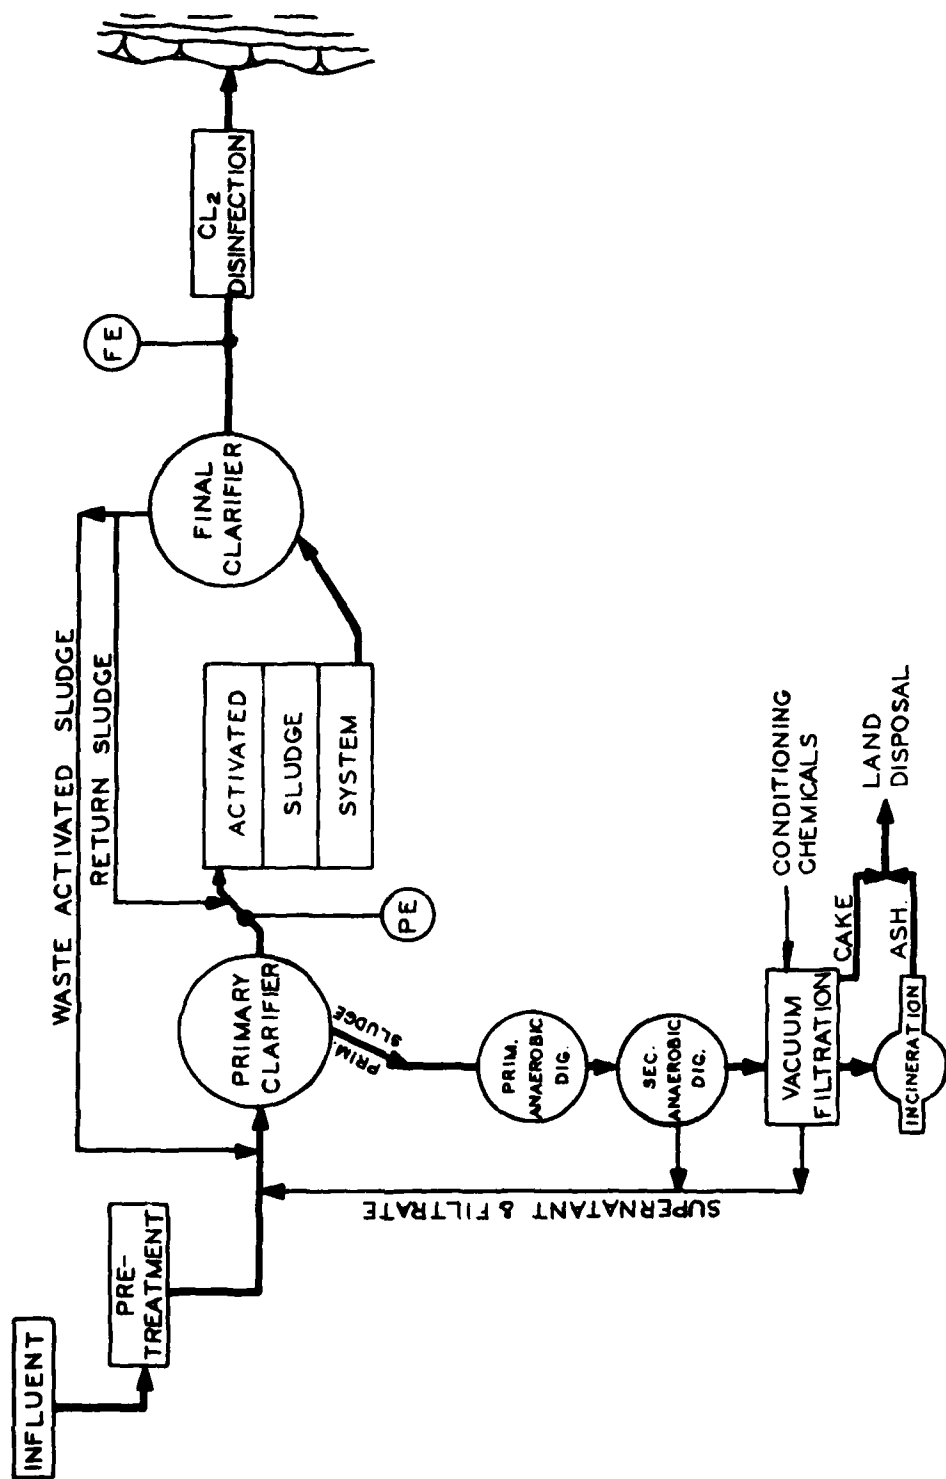 INFLUENT
PRE-
TREATMENT
WASTE ACTIVATED SLUDGE
RETURN SLUDGE
PRIMARY
CLARIFIER
PE
ACTIVATED
SLUDGE
SYSTEM
FINAL
CLARIFIER
FE
CL₂
DISINFECTION
PRIM.
SLUDGE
PRIM.
ANAEROBIC
DIG.
SEC.
ANAEROBIC
DIG.
SUPERNATANT & FILTRATE
VACUUM
FILTRATION
CONDITIONING
CHEMICALS
CAKE
LAND
DISPOSAL
ASH.
INCINERATION